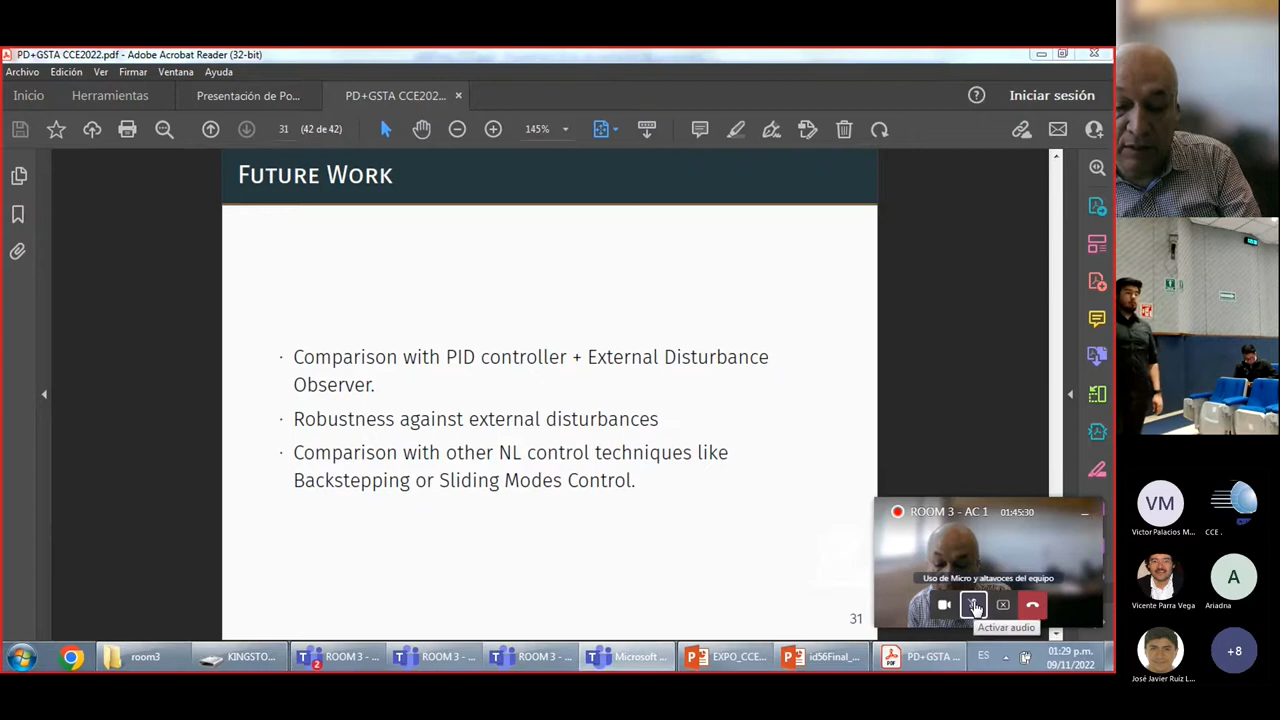 PD+GSTA CCE2022.pdf - Adobe Acrobat Reader (32-bit)
Archivo Edición Ver Firmar Ventana Ayuda
Inicio Herramientas Presentación de Po... PD+GSTA CCE202... Iniciar sesión
31 (42 de 42) 145%
FUTURE WORK
· Comparison with PID controller + External Disturbance
Observer.
· Robustness against external disturbances
· Comparison with other NL control techniques like
Backstepping or Sliding Modes Control.
31
ROOM 3 - AC 1 01:45:30
Uso de Micro y altavoces del equipo
Activar audio
VM
Victor Palacios M...
CCE .
Vicente Parra Vega
A
Ariadna
José Javier Ruíz L...
+8
room3 KINGSTO... 2 ROOM 3 - ... ROOM 3 - ... ROOM 3 - ... Microsoft ... EXPO_CCE... id56Final_... PD+GSTA ... ES 01:29 p.m.
09/11/2022